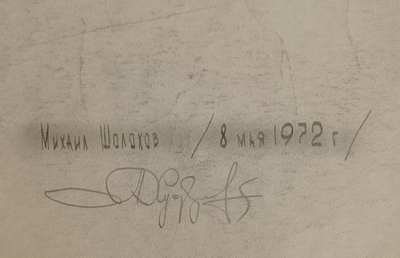 Михаил Шолохов / 8 мая 1972 г /